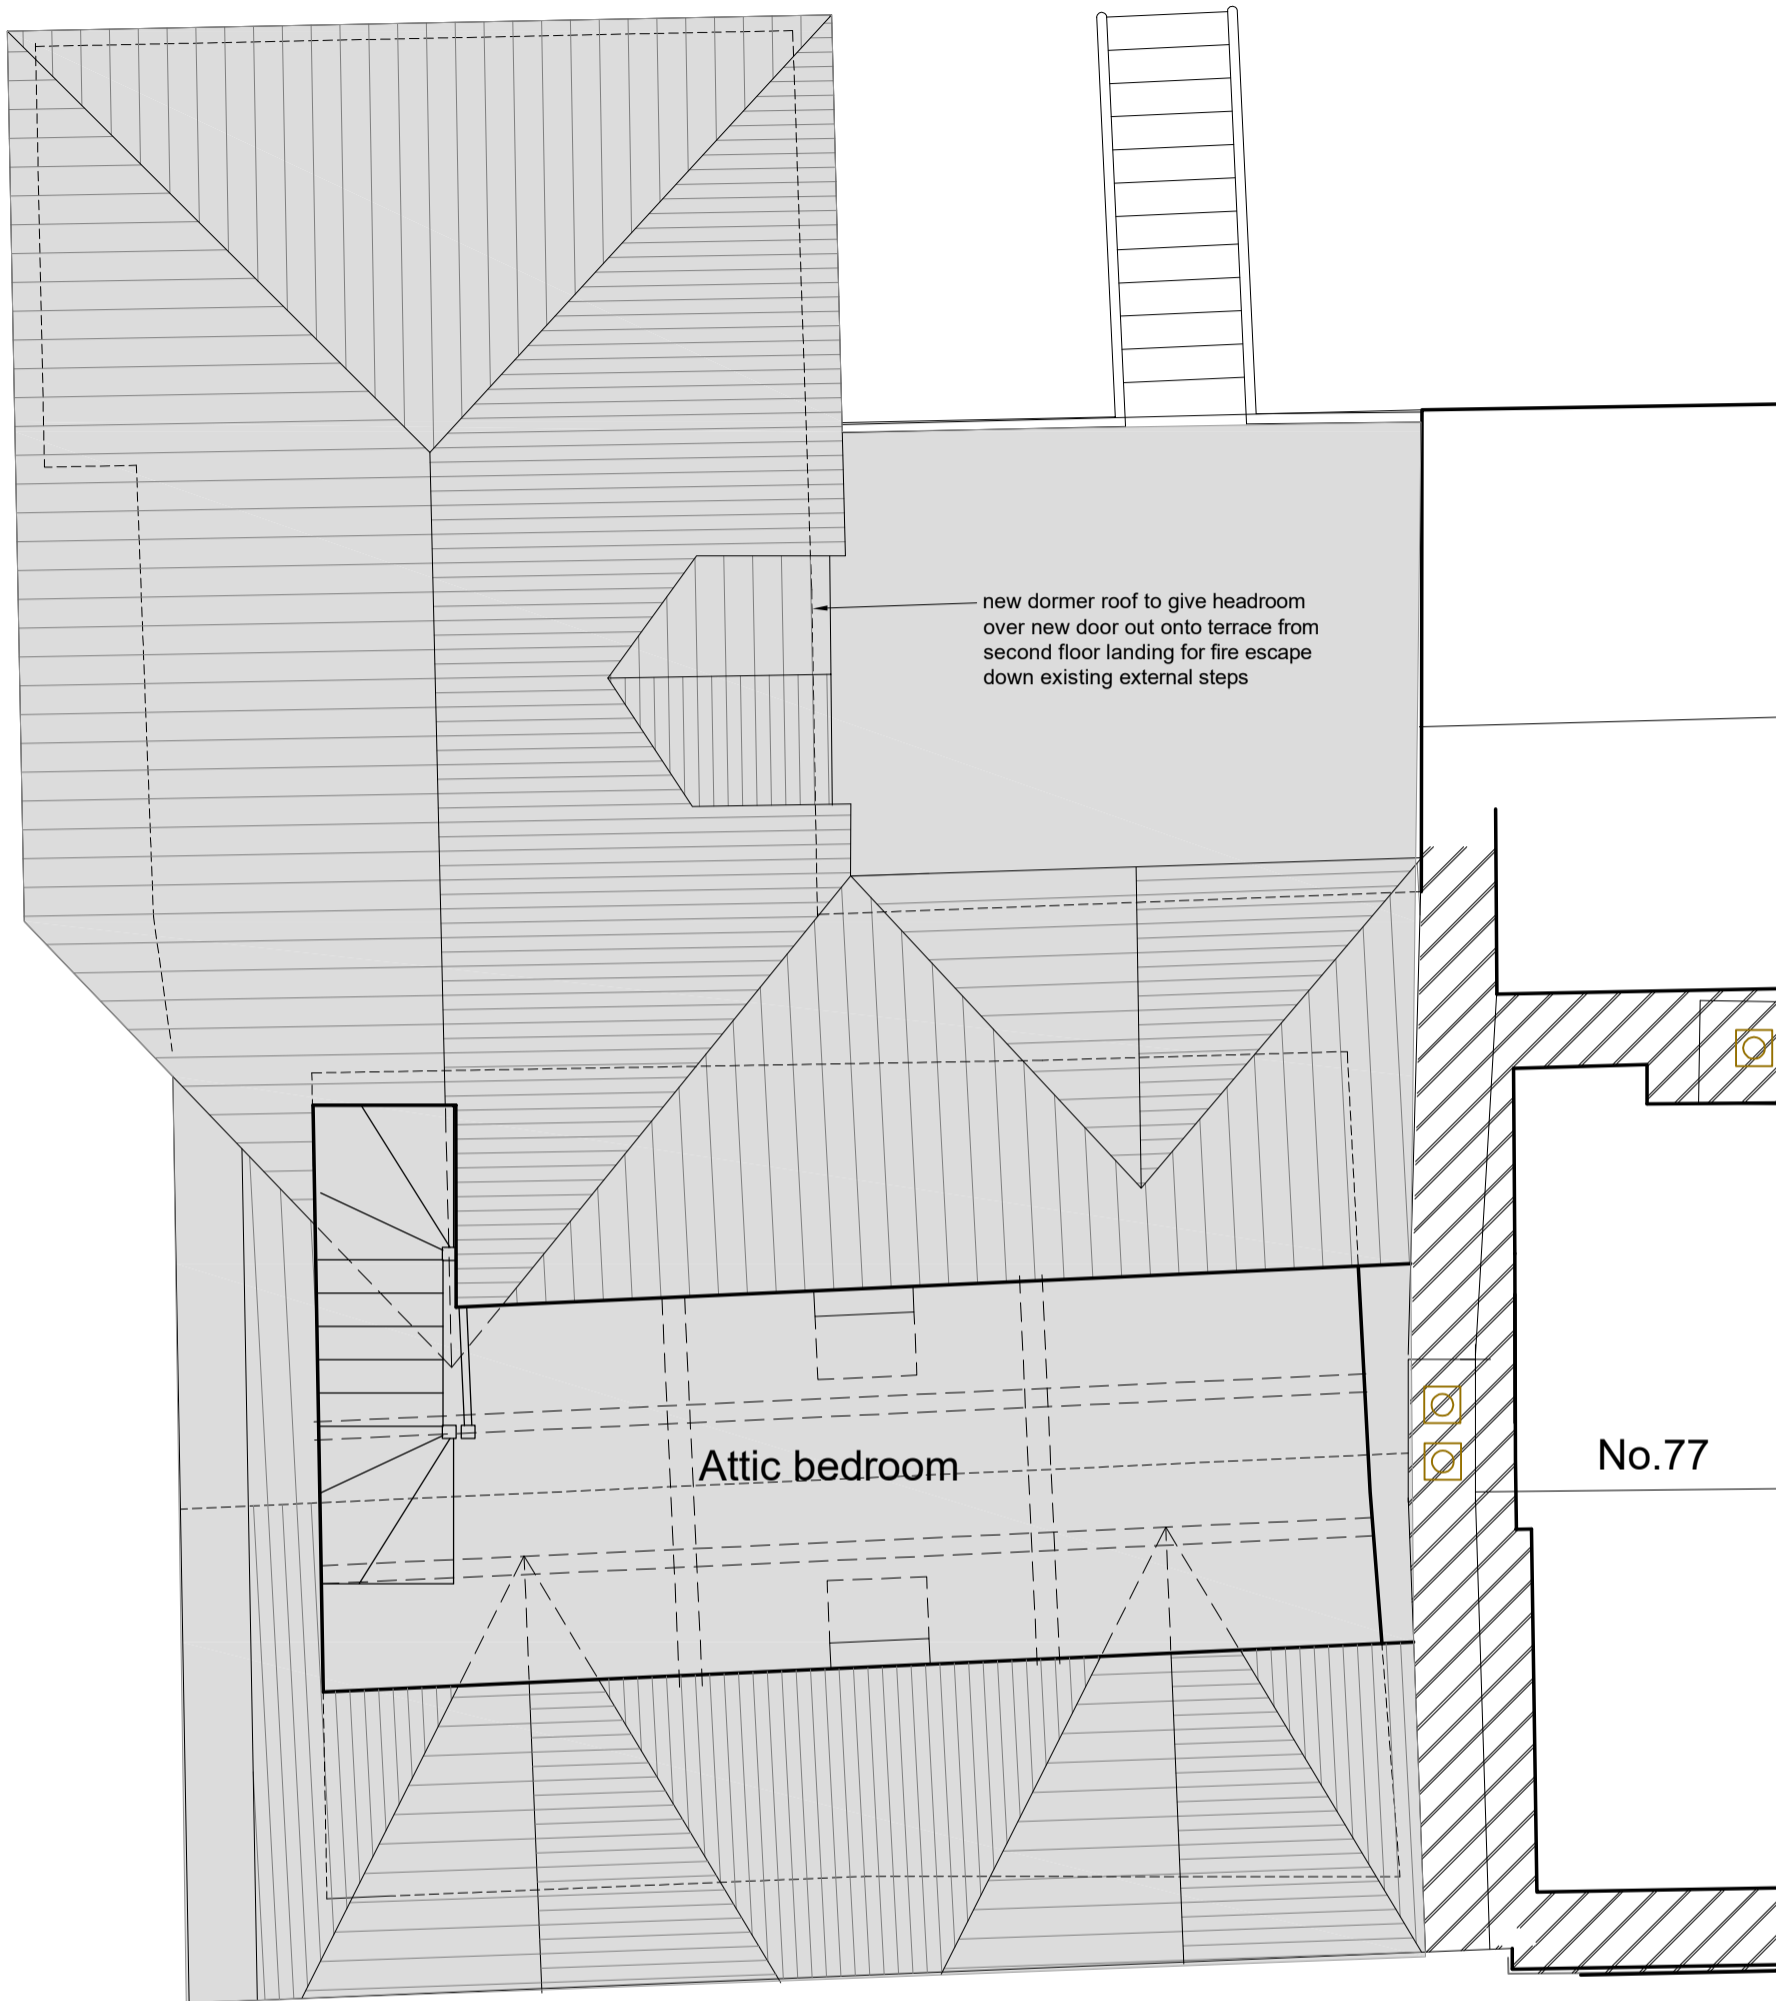 new dormer roof to give headroom
over new door out onto terrace from
second floor landing for fire escape
down existing external steps
Attic bedroom
No.77